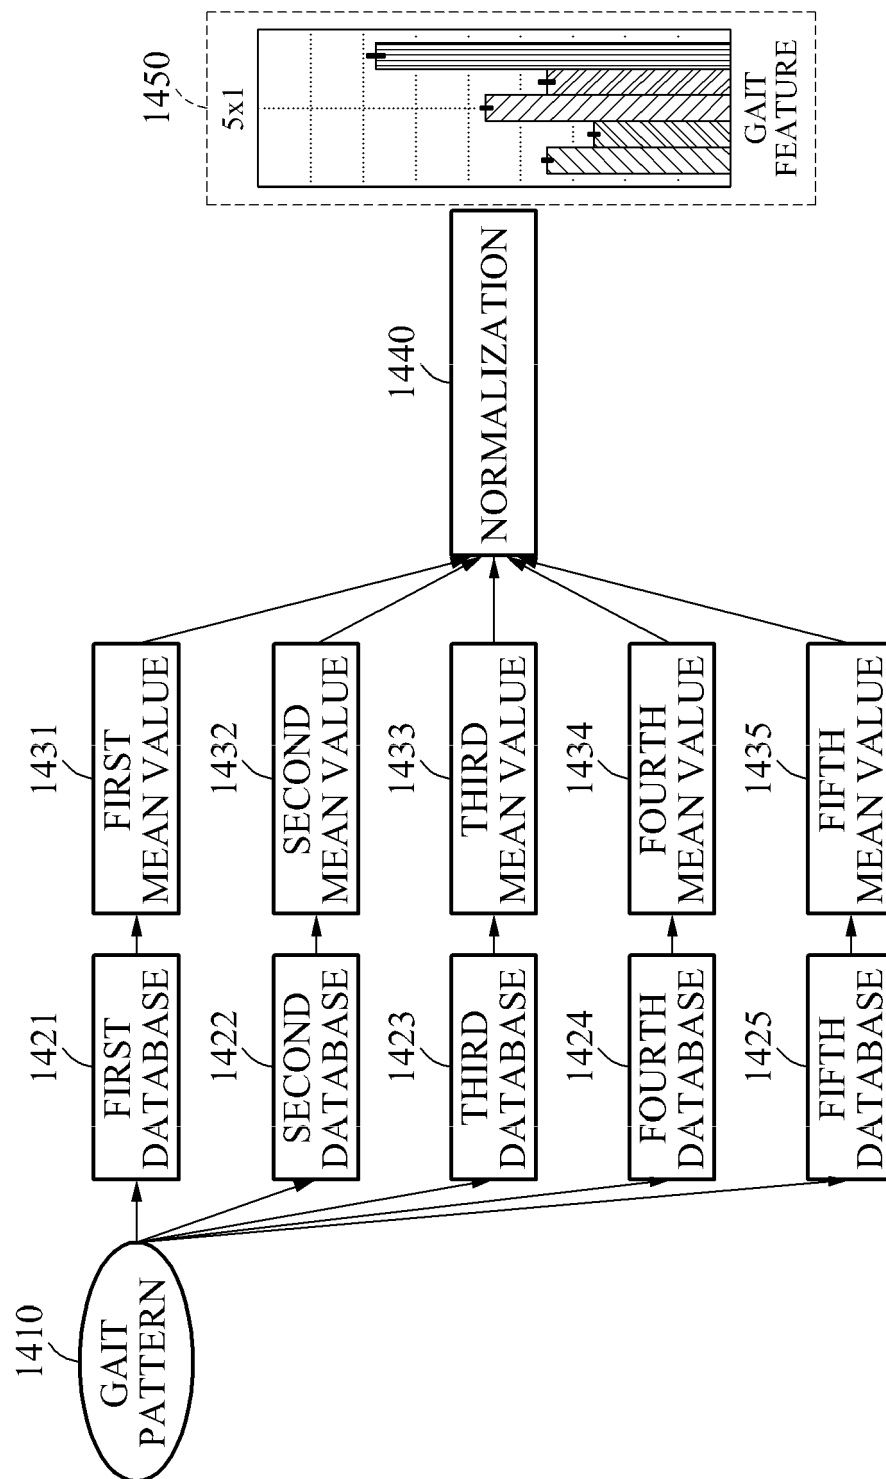 1410
GAIT
PATTERN
1421
FIRST
DATABASE
1422
SECOND
DATABASE
1423
THIRD
DATABASE
1424
FOURTH
DATABASE
1425
FIFTH
DATABASE
1431
FIRST
MEAN VALUE
1432
SECOND
MEAN VALUE
1433
THIRD
MEAN VALUE
1434
FOURTH
MEAN VALUE
1435
FIFTH
MEAN VALUE
1440
NORMALIZATION
1450
5x1
GAIT
FEATURE